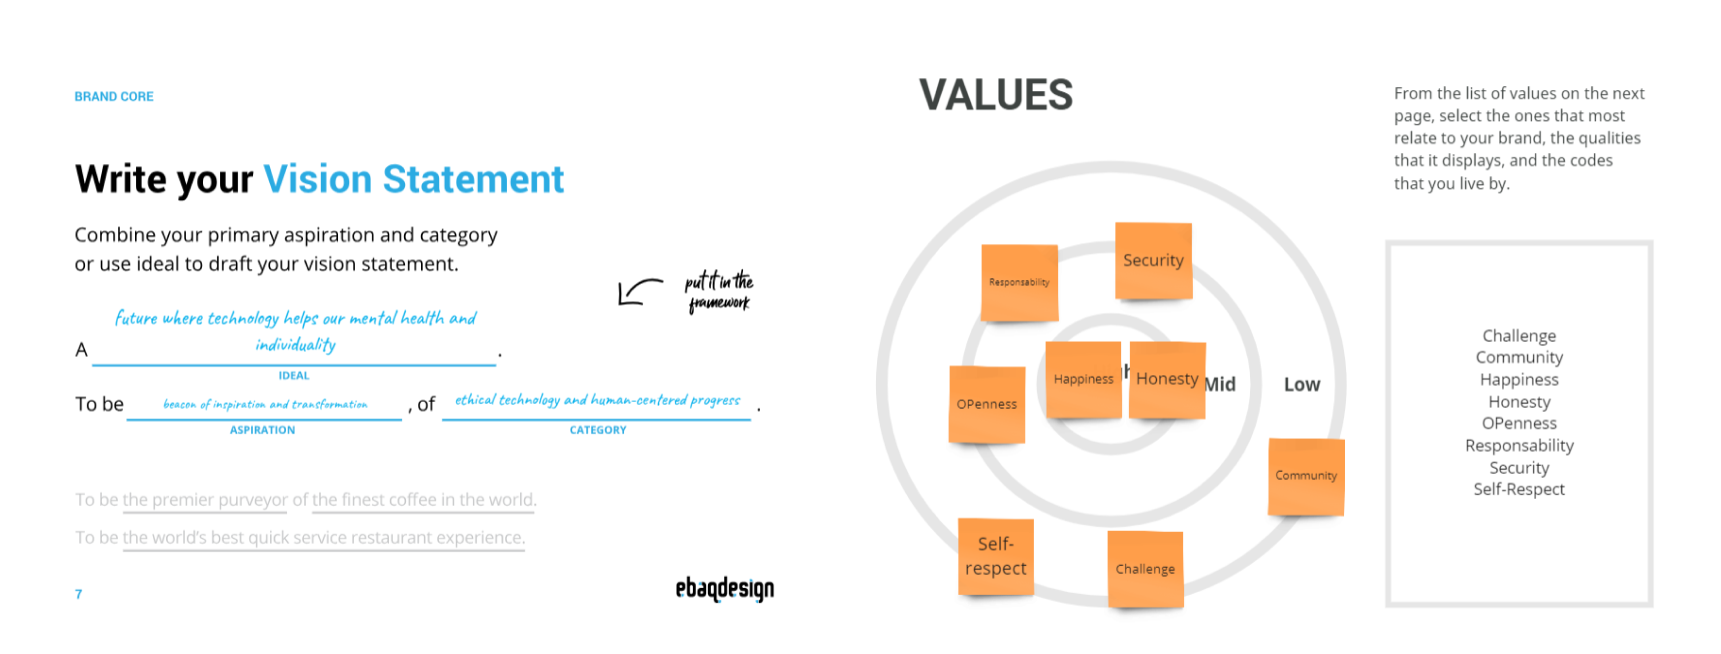 BRAND CORE
Write your Vision Statement
Combine your primary aspiration and category
or use ideal to draft your vision statement.
put it in the
framework
future where technology helps our mental health and
A individuality .
IDEAL
To be beason of inspiration and transformation , of ethical technology and human-centered progress .
ASPIRATION CATEGORY
To be the premier purveyor of the finest coffee in the world.
To be the world's best quick service restaurant experience.
7
ebaqdesign
VALUES
From the list of values on the next
page, select the ones that most
relate to your brand, the qualities
that it displays, and the codes
that you live by.
Responsability
Security
Happiness
Honesty
Mid
Low
OPenness
Community
Self-
respect
Challenge
Challenge
Community
Happiness
Honesty
OPenness
Responsability
Security
Self-Respect